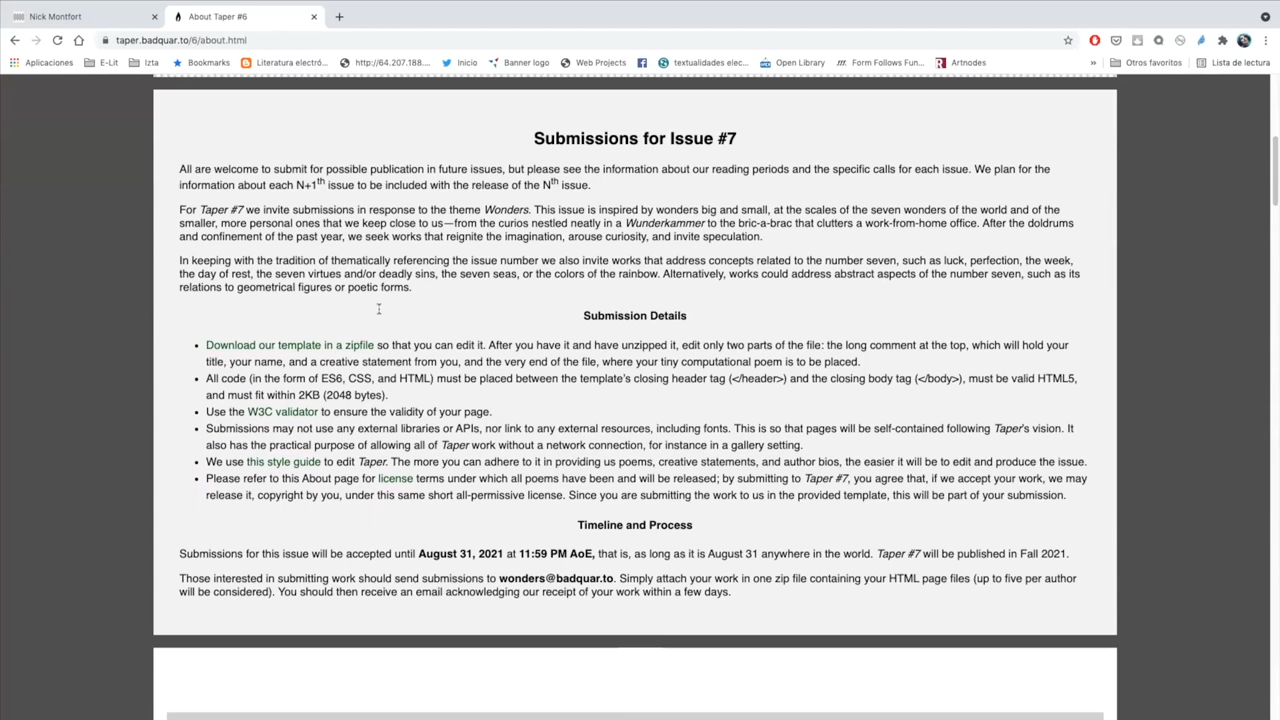 Nick Montfort
About Taper #6
taper.badquar.to/6/about.html
Aplicaciones E-Lit Izta Bookmarks Literatura electró... http://64.207.188.... Inicio Banner logo Web Projects textualidades elec... Open Library Form Follows Fun... Artnodes » Otros favoritos Lista de lectura
Submissions for Issue #7
All are welcome to submit for possible publication in future issues, but please see the information about our reading periods and the specific calls for each issue. We plan for the
information about each N+1th issue to be included with the release of the Nth issue.
For Taper #7 we invite submissions in response to the theme Wonders. This issue is inspired by wonders big and small, at the scales of the seven wonders of the world and of the
smaller, more personal ones that we keep close to us—from the curios nestled neatly in a Wunderkammer to the bric-a-brac that clutters a work-from-home office. After the doldrums
and confinement of the past year, we seek works that reignite the imagination, arouse curiosity, and invite speculation.
In keeping with the tradition of thematically referencing the issue number we also invite works that address concepts related to the number seven, such as luck, perfection, the week,
the day of rest, the seven virtues and/or deadly sins, the seven seas, or the colors of the rainbow. Alternatively, works could address abstract aspects of the number seven, such as its
relations to geometrical figures or poetic forms.
Submission Details
• Download our template in a zipfile so that you can edit it. After you have it and have unzipped it, edit only two parts of the file: the long comment at the top, which will hold your
title, your name, and a creative statement from you, and the very end of the file, where your tiny computational poem is to be placed.
• All code (in the form of ES6, CSS, and HTML) must be placed between the template's closing header tag (</header>) and the closing body tag (</body>), must be valid HTML5,
and must fit within 2KB (2048 bytes).
• Use the W3C validator to ensure the validity of your page.
• Submissions may not use any external libraries or APIs, nor link to any external resources, including fonts. This is so that pages will be self-contained following Taper's vision. It
also has the practical purpose of allowing all of Taper work without a network connection, for instance in a gallery setting.
• We use this style guide to edit Taper. The more you can adhere to it in providing us poems, creative statements, and author bios, the easier it will be to edit and produce the issue.
• Please refer to this About page for license terms under which all poems have been and will be released; by submitting to Taper #7, you agree that, if we accept your work, we may
release it, copyright by you, under this same short all-permissive license. Since you are submitting the work to us in the provided template, this will be part of your submission.
Timeline and Process
Submissions for this issue will be accepted until August 31, 2021 at 11:59 PM AoE, that is, as long as it is August 31 anywhere in the world. Taper #7 will be published in Fall 2021.
Those interested in submitting work should send submissions to wonders@badquar.to. Simply attach your work in one zip file containing your HTML page files (up to five per author
will be considered). You should then receive an email acknowledging our receipt of your work within a few days.